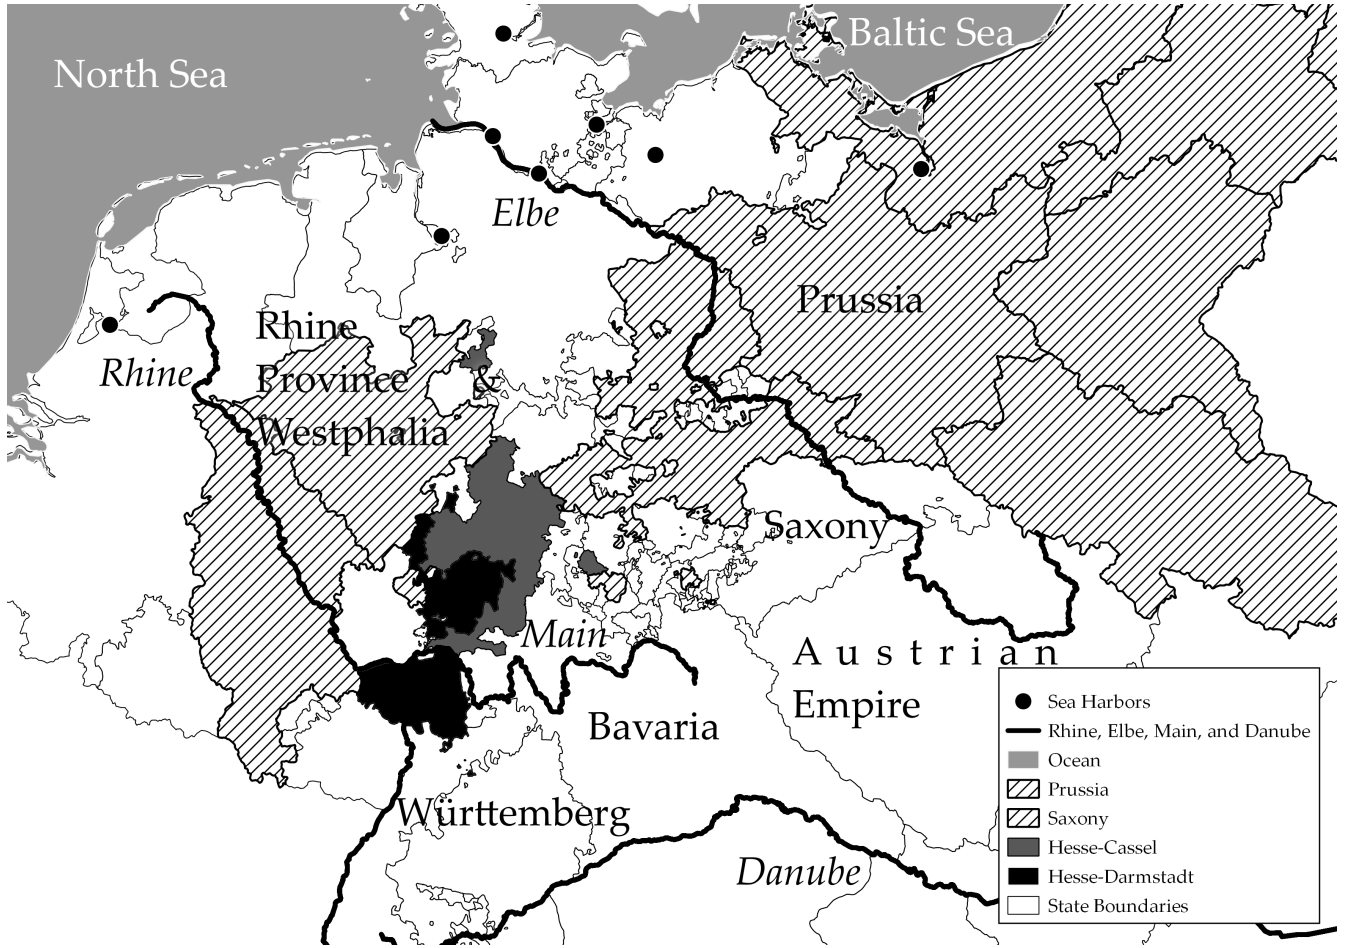 North Sea
Baltic Sea
Elbe
Rhine
Province &
Westphalia
Prussia
Rhine
Saxony
Main
Austrian
Empire
Bavaria
Württemberg
Danube
Sea Harbors
Rhine, Elbe, Main, and Danube
Ocean
Prussia
Saxony
Hesse-Cassel
Hesse-Darmstadt
State Boundaries